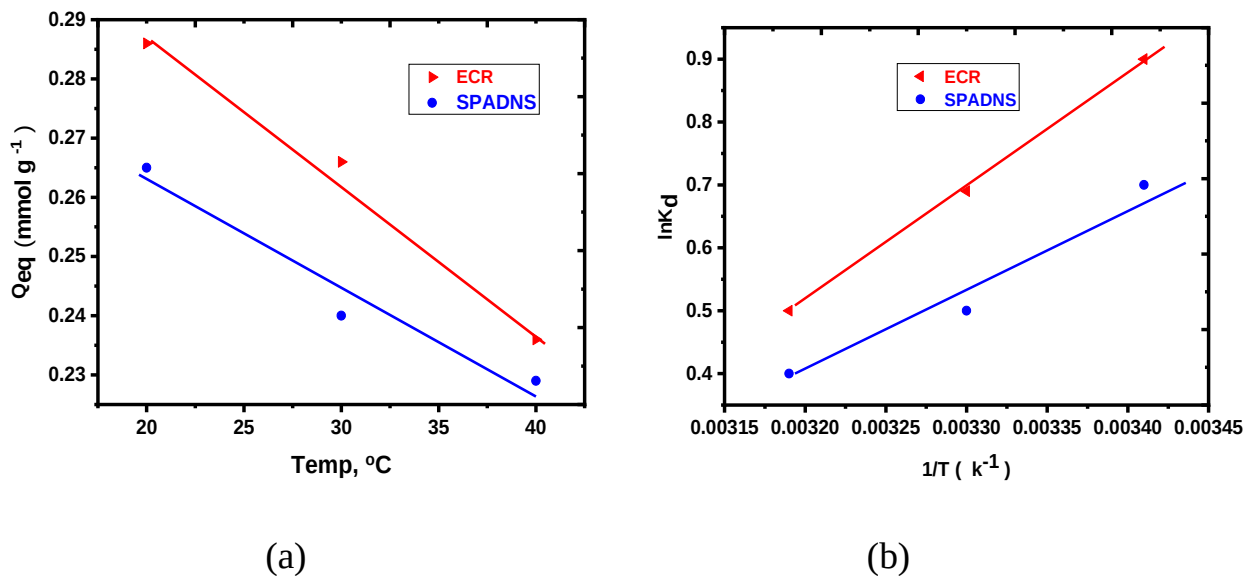 0.29
0.28
0.27
0.26
0.25
0.24
0.23
Qeq (mmol g⁻¹)
ECR
SPADNS
20 25 30 35 40
Temp, ºC
(a)
0.9
0.8
0.7
0.6
0.5
0.4
lnKd
ECR
SPADNS
0.00315 0.00320 0.00325 0.00330 0.00335 0.00340 0.00345
1/T ( k⁻¹)
(b)